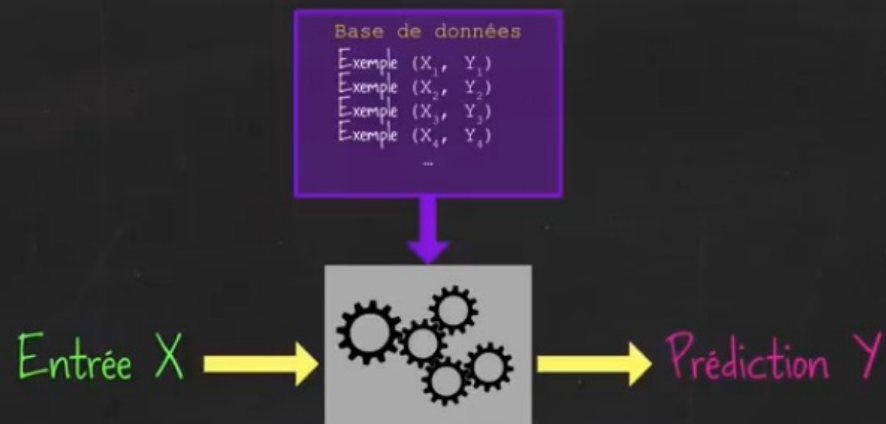 Base de données
Exemple (X₁, Y₁)
Exemple (X₂, Y₂)
Exemple (X₃, Y₃)
Exemple (X₄, Y₄)
…
Entrée X
Prédiction Y